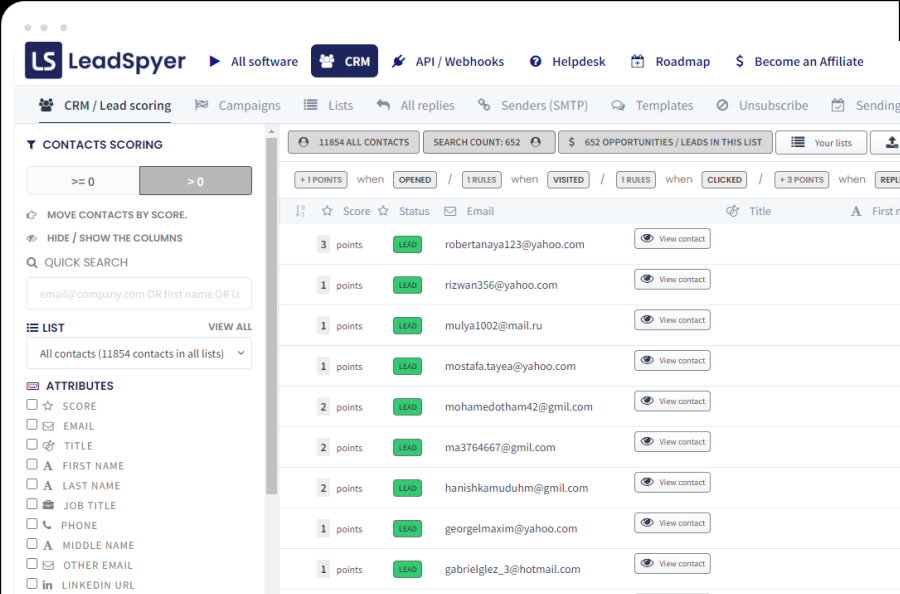 LS LeadSpyer All software CRM API / Webhooks Helpdesk Roadmap $ Become an Affiliate
CRM / Lead scoring Campaigns Lists All replies Senders (SMTP) Templates Unsubscribe Sending
CONTACTS SCORING
>= 0 > 0
MOVE CONTACTS BY SCORE.
HIDE / SHOW THE COLUMNS
QUICK SEARCH
email@company.com OR first name OR la
LIST VIEW ALL
All contacts (11854 contacts in all lists)
ATTRIBUTES
SCORE
EMAIL
TITLE
FIRST NAME
LAST NAME
JOB TITLE
PHONE
MIDDLE NAME
OTHER EMAIL
in LINKEDIN URL
11854 ALL CONTACTS SEARCH COUNT: 652 $ 652 OPPORTUNITIES / LEADS IN THIS LIST Your lists
+ 1 POINTS when OPENED / 1 RULES when VISITED / 1 RULES when CLICKED / + 3 POINTS when REPLI
Score Status Email Title A First n
3 points LEAD robertanaya123@yahoo.com View contact
1 points LEAD rizwan356@yahoo.com View contact
1 points LEAD mulya1002@mail.ru View contact
1 points LEAD mostafa.tayea@yahoo.com View contact
2 points LEAD mohamedotham42@gmil.com View contact
2 points LEAD ma3764667@gmil.com View contact
2 points LEAD hanishkamuduhm@gmil.com View contact
1 points LEAD georgelmaxim@yahoo.com View contact
1 points LEAD gabrielglez_3@hotmail.com View contact